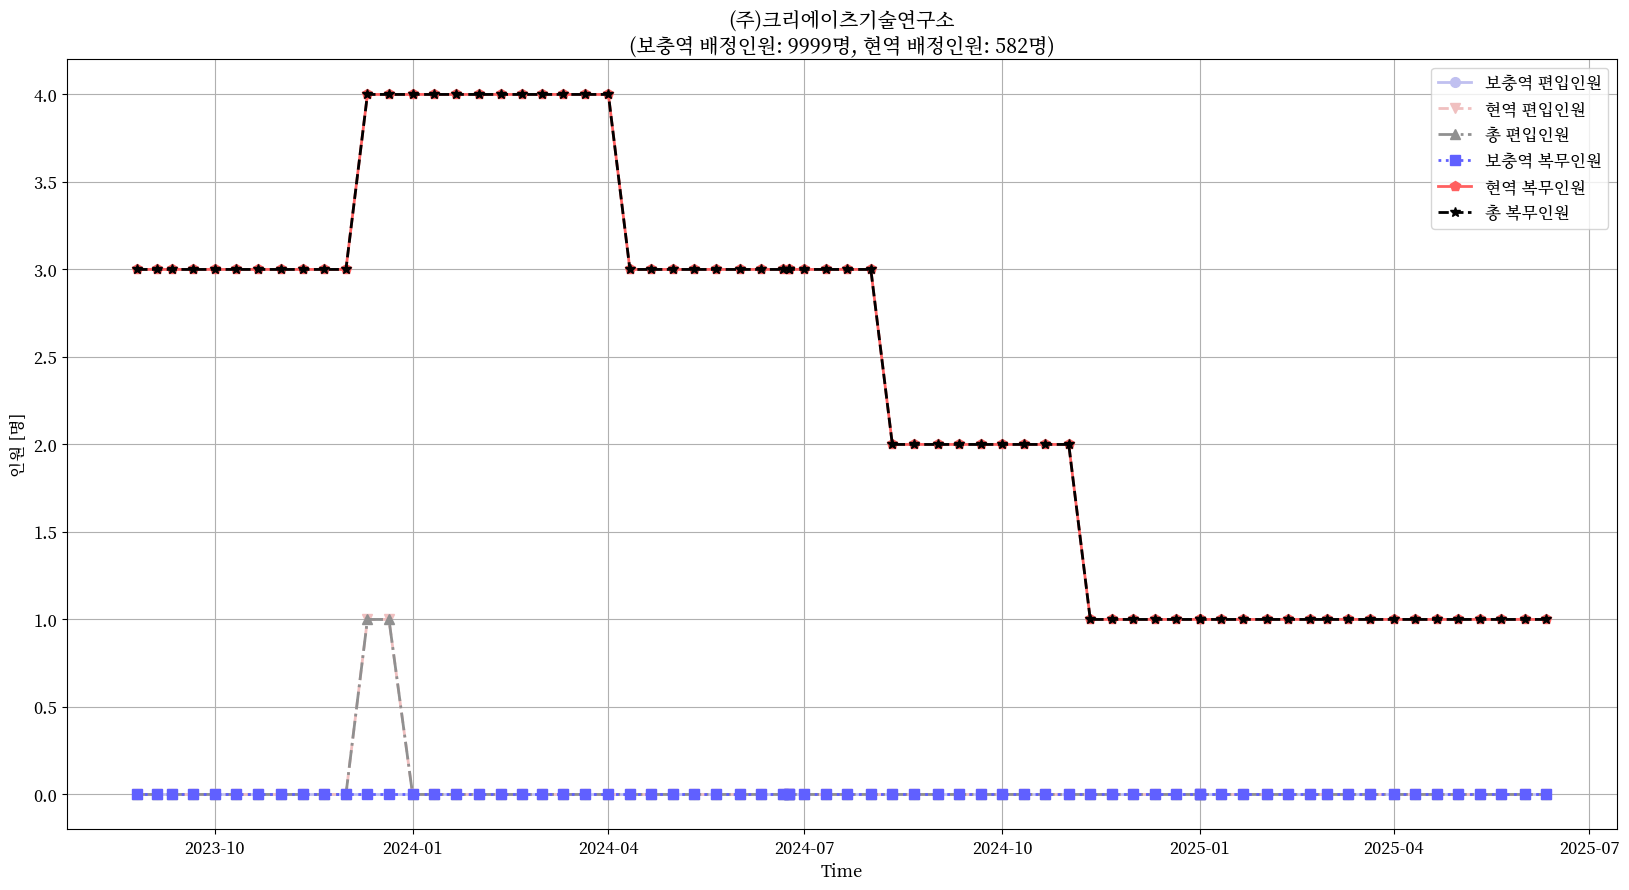 (주)크리에이츠기술연구소
(보충역 배정인원: 9999명, 현역 배정인원: 582명)
보충역 편입인원
현역 편입인원
총 편입인원
보충역 복무인원
현역 복무인원
총 복무인원
4.0
3.5
3.0
2.5
2.0
1.5
1.0
0.5
0.0
인원 [명]
2023-10
2024-01
2024-04
2024-07
2024-10
2025-01
2025-04
2025-07
Time